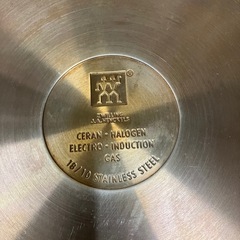 ®
CERAN - HALOGEN
ELECTRO - INDUCTION
GAS
18/10 STAINLESS STEEL